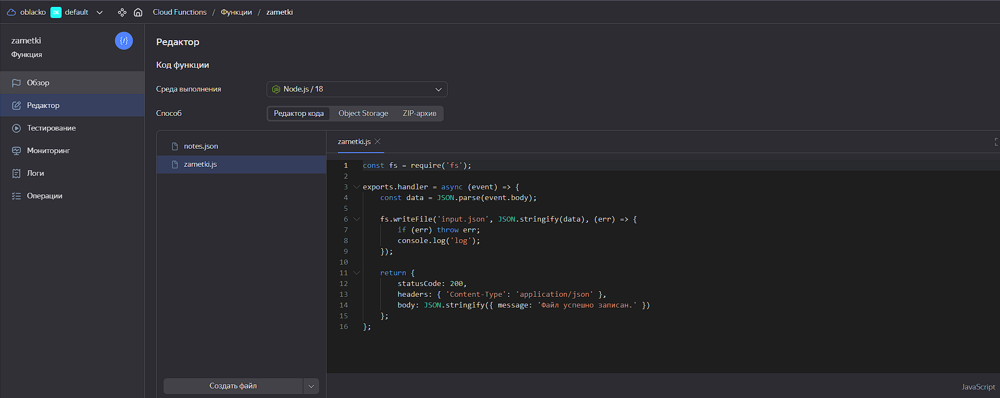 oblacko DE default Cloud Functions / Функции / zametki
zametki
Функция
{f}
Обзор
Редактор
Тестирование
Мониторинг
Логи
Операции
Редактор
Код функции
Среда выполнения JS Node.js / 18
Способ Редактор кода Object Storage ZIP-архив
notes.json
zametki.js
Создать файл
zametki.js
1 const fs = require('fs');
2
3 exports.handler = async (event) => {
4 const data = JSON.parse(event.body);
5
6 fs.writeFile('input.json', JSON.stringify(data), (err) => {
7 if (err) throw err;
8 console.log('log');
9 });
10
11 return {
12 statusCode: 200,
13 headers: { 'Content-Type': 'application/json' },
14 body: JSON.stringify({ message: 'Файл успешно записан.' })
15 };
16 };
JavaScript